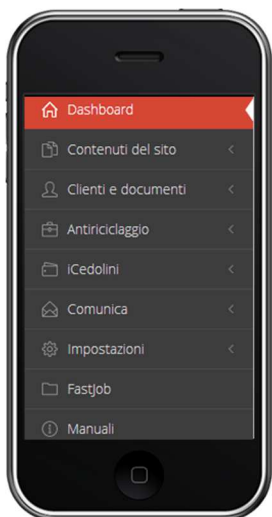 Dashboard
Contenuti del sito
Clienti e documenti
Antiriciclaggio
iCedolini
Comunica
Impostazioni
FastJob
Manuali